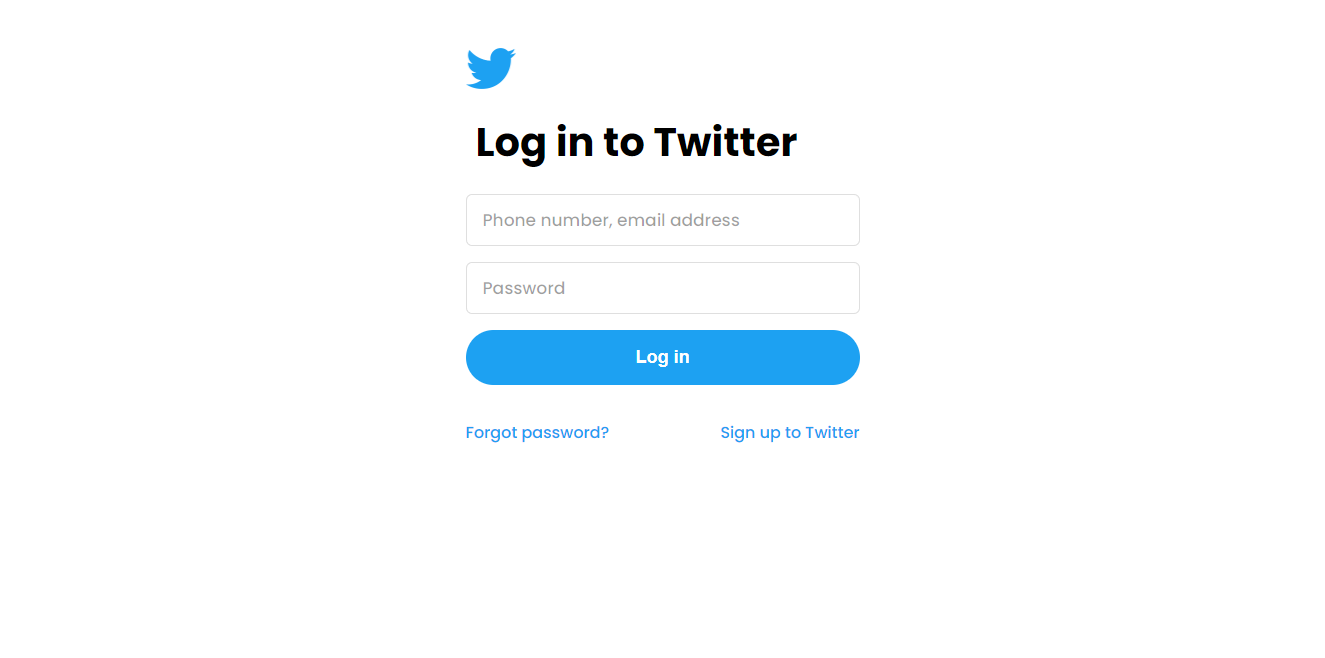 Log in to Twitter
Phone number, email address
Password
Log in
Forgot password? Sign up to Twitter